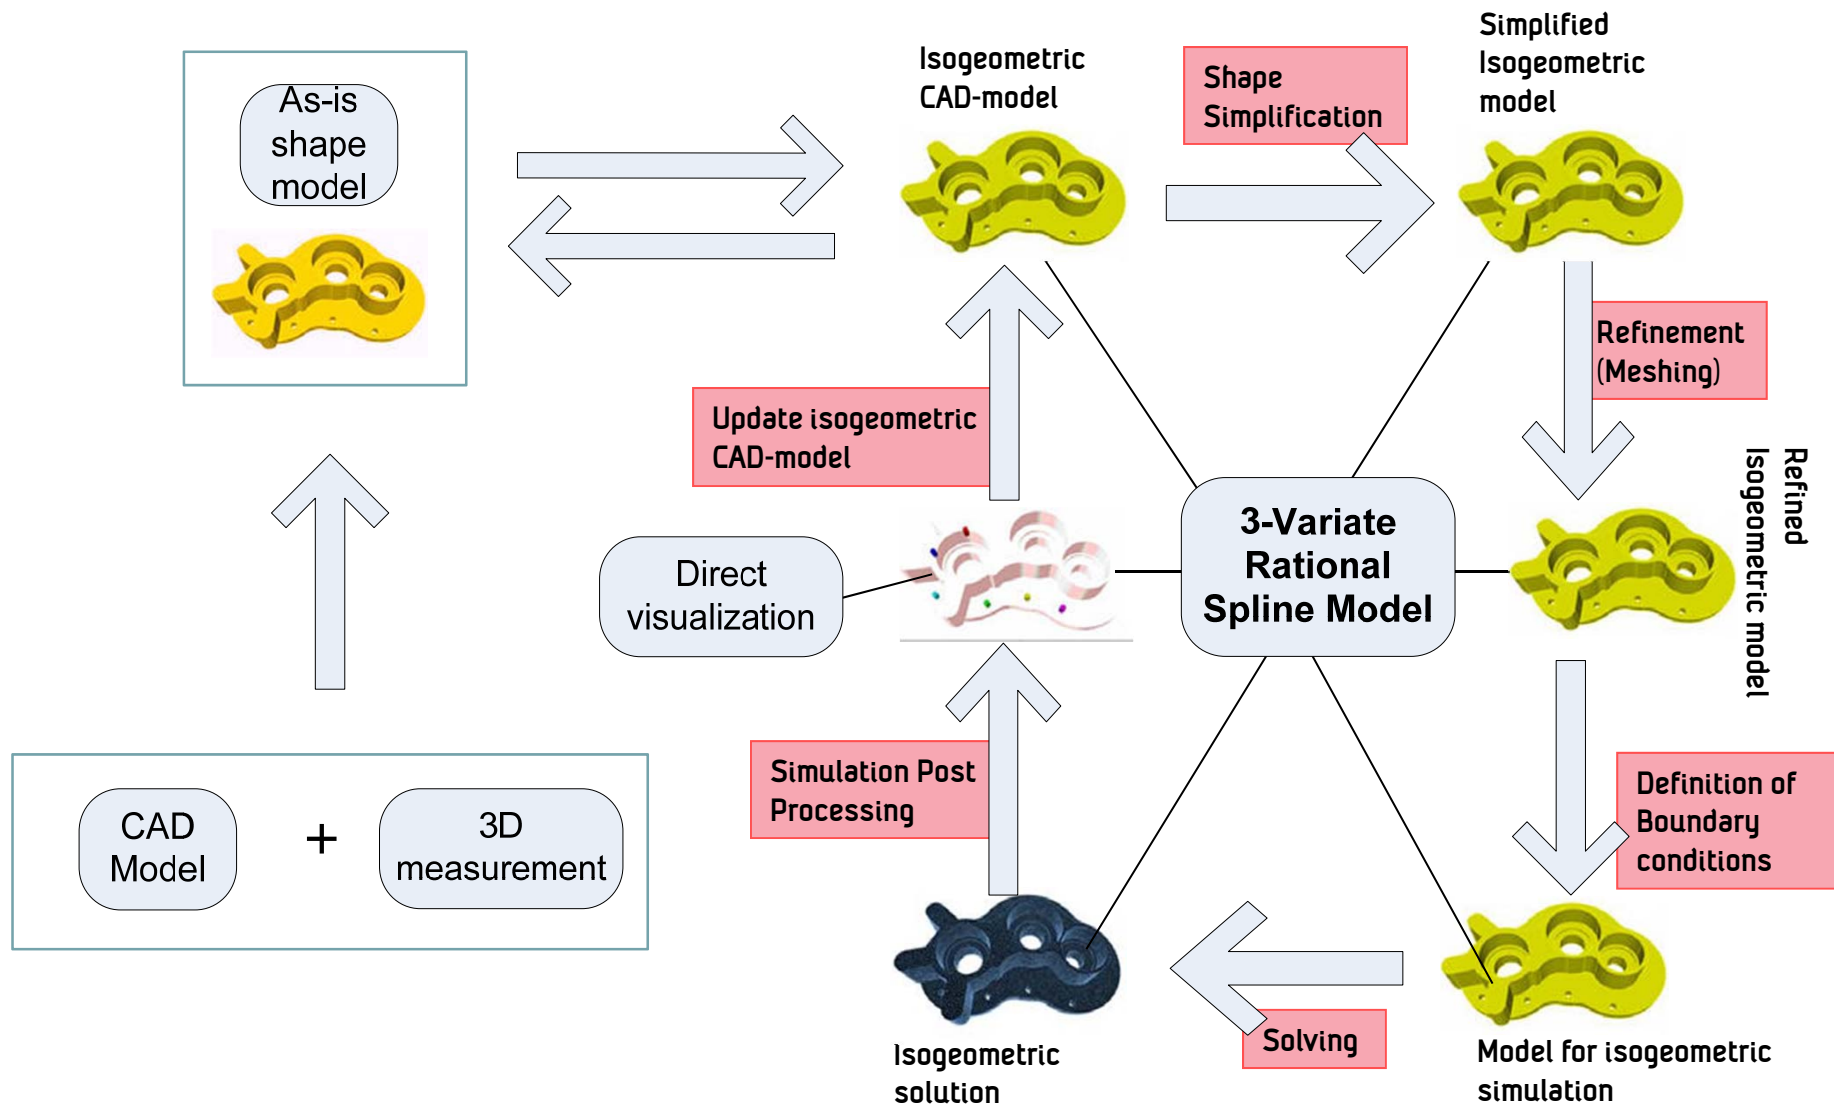 As-is
shape
model
Isogeometric
CAD-model
Shape
Simplification
Simplified
Isogeometric
model
Refinement
(Meshing)
Update isogeometric
CAD-model
Refined
Isogeometric model
3-Variate
Rational
Spline Model
Direct
visualization
Simulation Post
Processing
Definition of
Boundary
conditions
CAD
Model
+
3D
measurement
Solving
Isogeometric
solution
Model for isogeometric
simulation